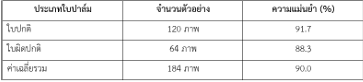 ประเภทใบปาล์ม จำนวนตัวอย่าง ความแม่นยำ (%)
ใบปกติ 120 ภาพ 91.7
ใบผิดปกติ 64 ภาพ 88.3
ค่าเฉลี่ยรวม 184 ภาพ 90.0